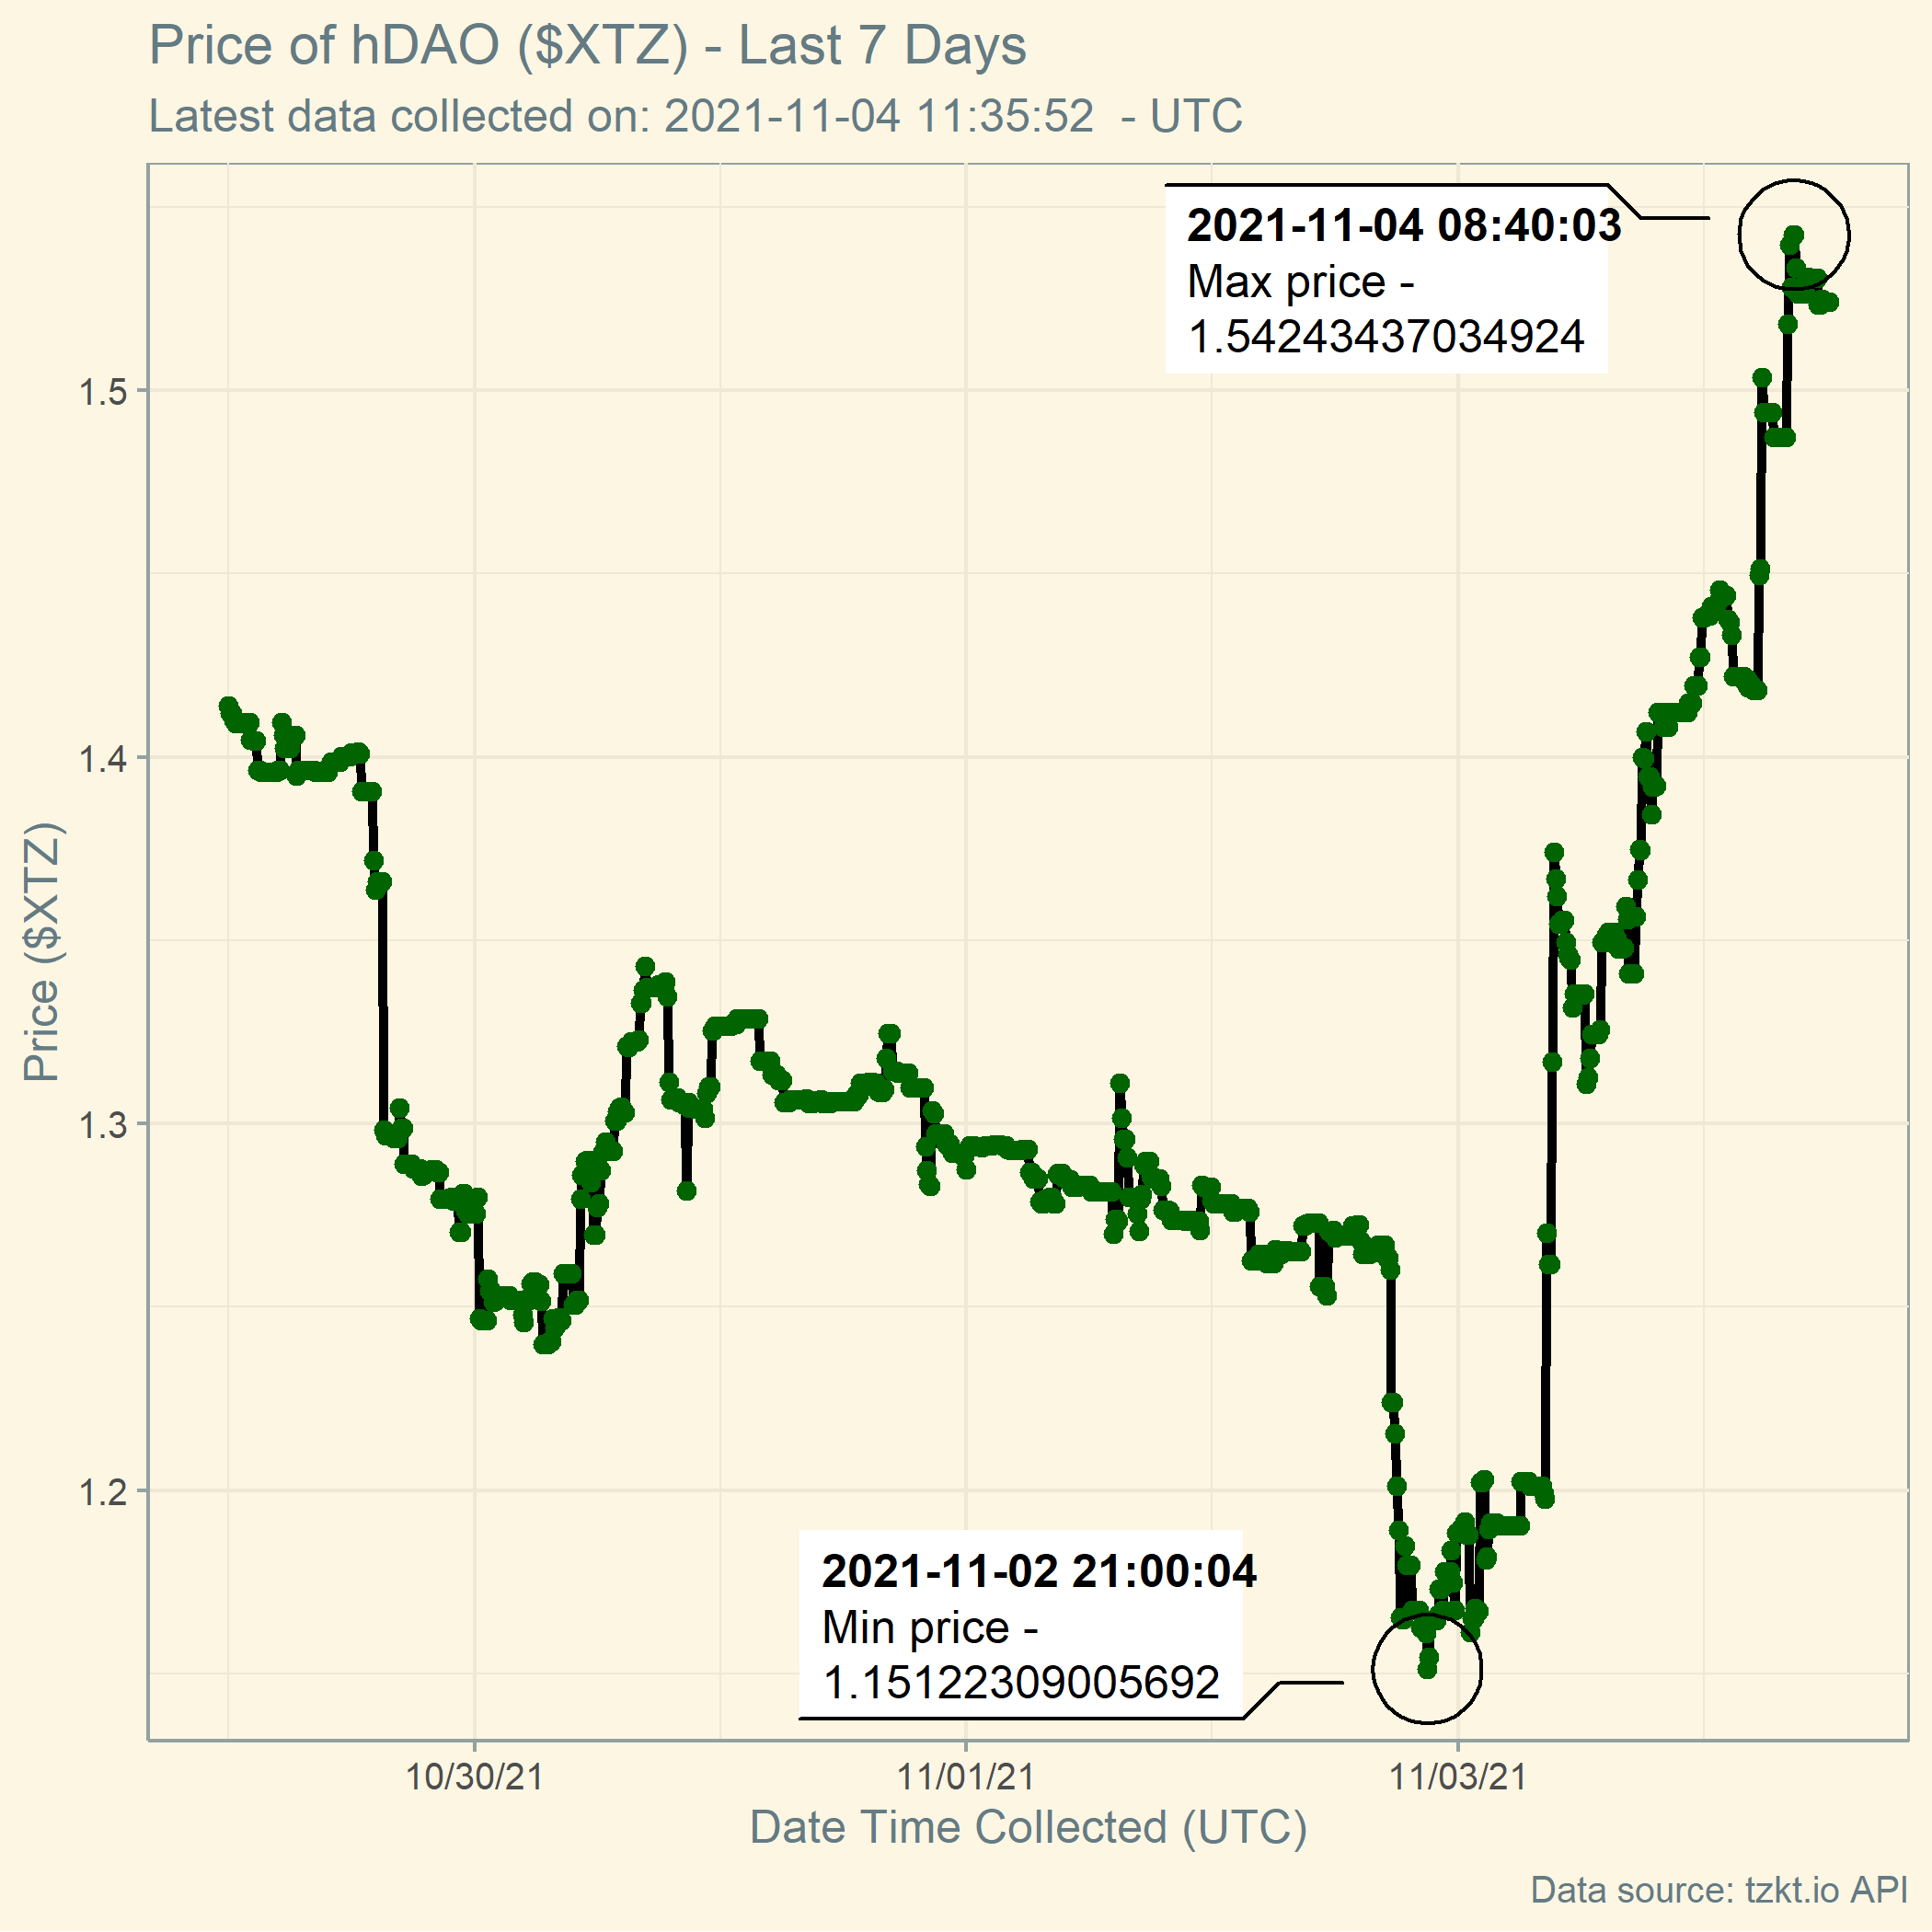 Price of hDAO ($XTZ) - Last 7 Days
Latest data collected on: 2021-11-04 11:35:52  - UTC
2021-11-04 08:40:03
Max price -
1.54243437034924
1.5
1.4
1.3
1.2
Price ($XTZ)
2021-11-02 21:00:04
Min price -
1.15122309005692
10/30/21
11/01/21
11/03/21
Date Time Collected (UTC)
Data source: tzkt.io API